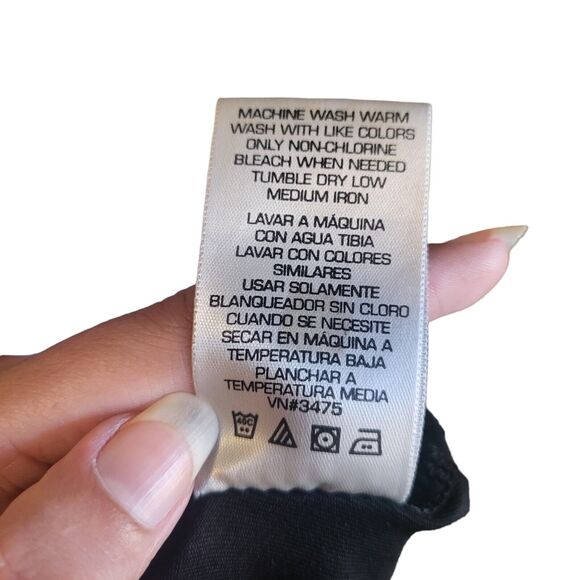 MACHINE WASH WARM
WASH WITH LIKE COLORS
ONLY NON-CHLORINE
BLEACH WHEN NEEDED
TUMBLE DRY LOW
MEDIUM IRON
LAVAR A MÁQUINA
CON AGUA TIBIA
LAVAR CON COLORES
SIMILARES
USAR SOLAMENTE
BLANQUEADOR SIN CLORO
CUANDO SE NECESITE
SECAR EN MÁQUINA A
TEMPERATURA BAJA
PLANCHAR A
TEMPERATURA MEDIA
VN#3475
40C